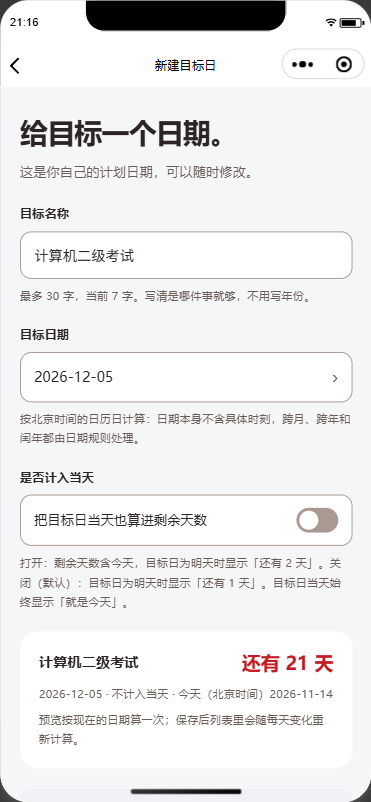 21:16
新建目标日
给目标一个日期。
这是你自己的计划日期，可以随时修改。
目标名称
计算机二级考试
最多 30 字，当前 7 字。写清是哪件事就够，不用写年份。
目标日期
2026-12-05
按北京时间的日历日计算：日期本身不含具体时刻，跨月、跨年和
闰年都由日期规则处理。
是否计入当天
把目标日当天也算进剩余天数
打开：剩余天数含今天，目标日为明天时显示「还有 2 天」。关
闭（默认）：目标日为明天时显示「还有 1 天」。目标日当天始
终显示「就是今天」。
计算机二级考试 还有 21 天
2026-12-05 · 不计入当天 · 今天（北京时间）2026-11-14
预览按现在的日期算一次；保存后列表里会随每天变化重
新计算。